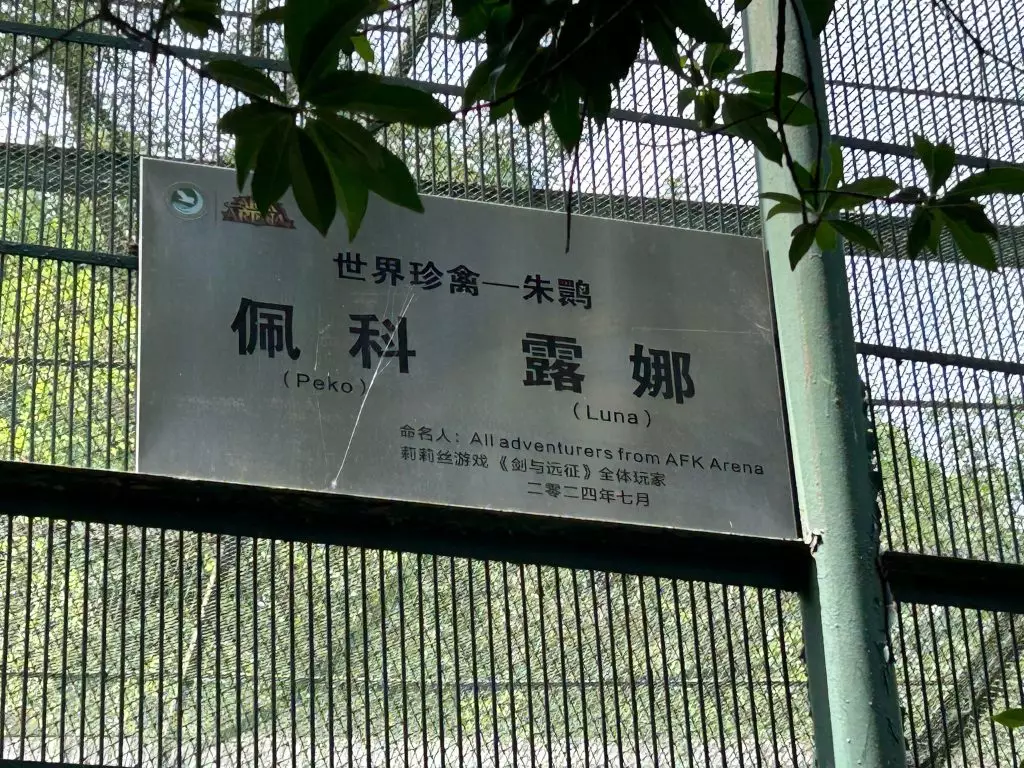 AFK
ARENA
世界珍禽—朱鹮
佩科 露娜
(Peko) (Luna)
命名人：All adventurers from AFK Arena
莉莉丝游戏《剑与远征》全体玩家
二零二四年七月